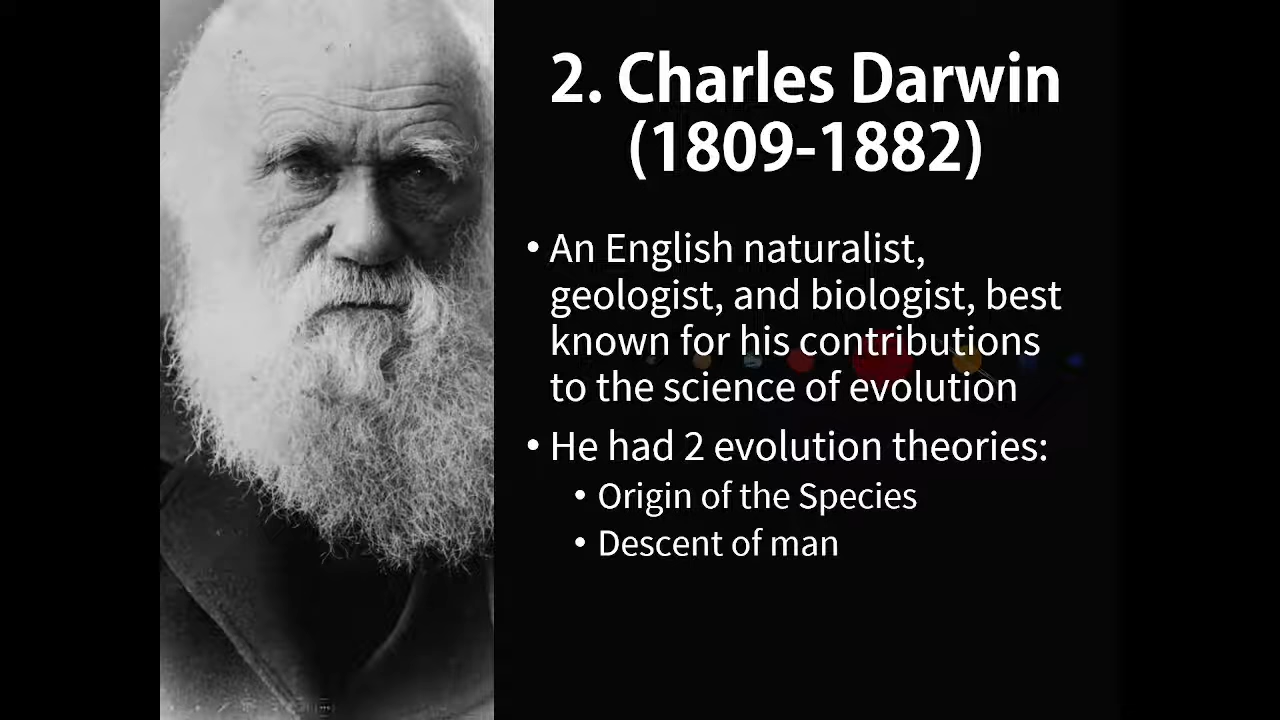 2. Charles Darwin
(1809-1882)
• An English naturalist,
geologist, and biologist, best
known for his contributions
to the science of evolution
• He had 2 evolution theories:
• Origin of the Species
• Descent of man